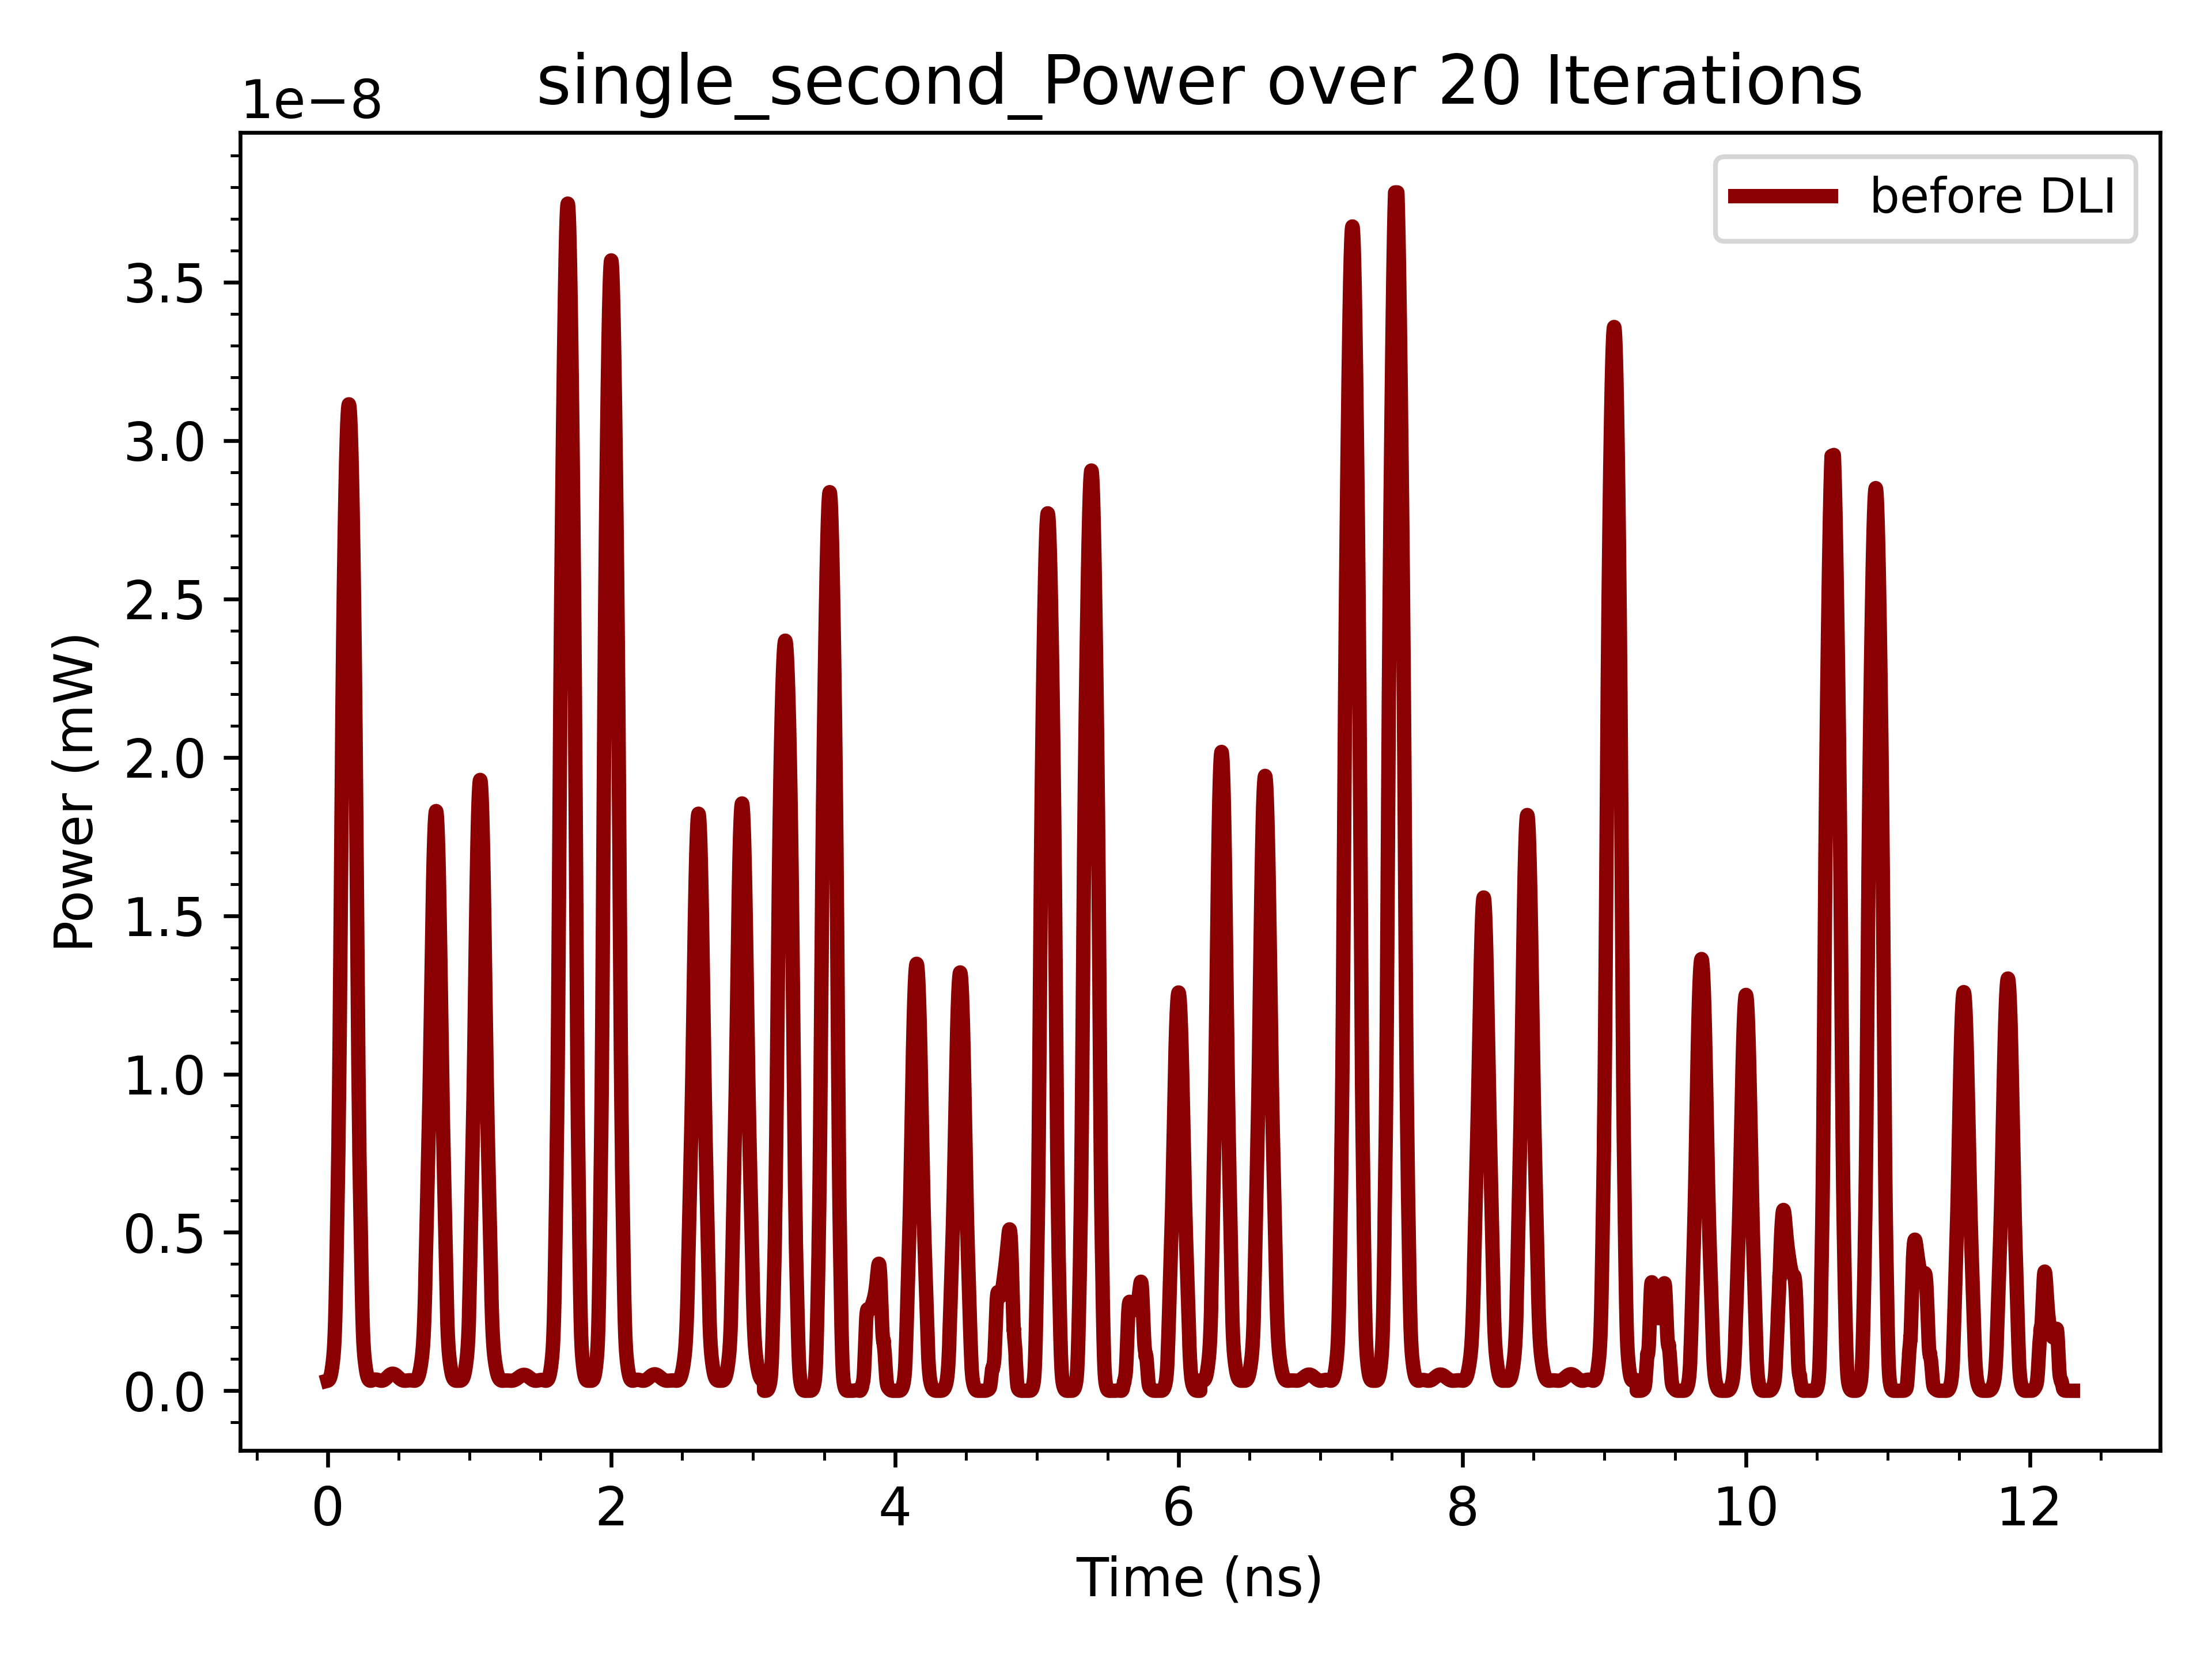 single_second_Power over 20 Iterations
1e−8
before DLI
3.5
3.0
2.5
2.0
1.5
1.0
0.5
0.0
Power (mW)
0 2 4 6 8 10 12
Time (ns)